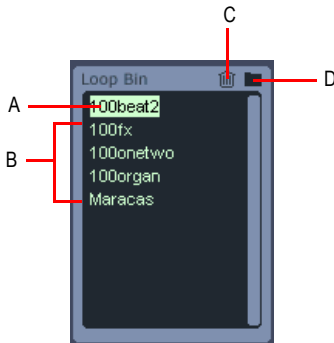 C
Loop Bin
D
A
100beat2
B
100fx
100onetwo
100organ
Maracas